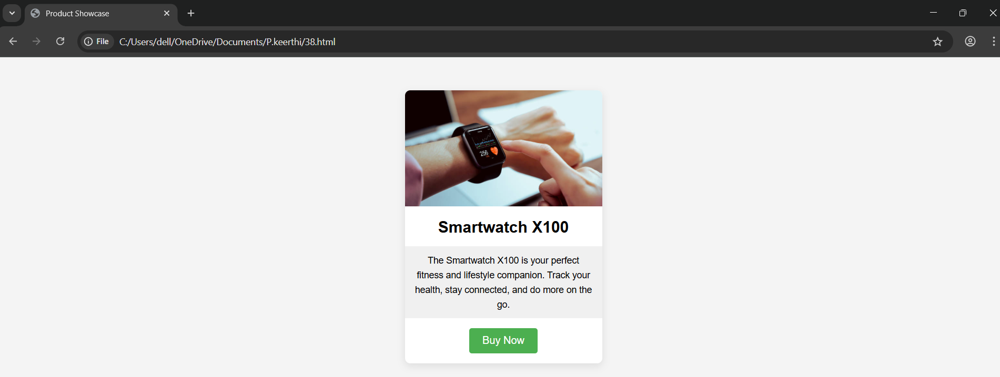 Product Showcase
File
C:/Users/dell/OneDrive/Documents/P.keerthi/38.html
256
Smartwatch X100
The Smartwatch X100 is your perfect
fitness and lifestyle companion. Track your
health, stay connected, and do more on the
go.
Buy Now